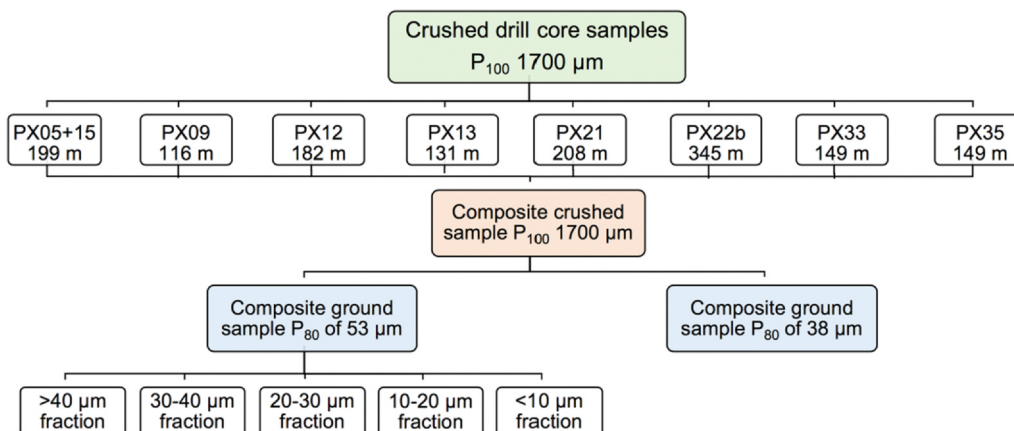 Crushed drill core samples
P₁₀₀ 1700 µm
PX05+15
199 m
PX09
116 m
PX12
182 m
PX13
131 m
PX21
208 m
PX22b
345 m
PX33
149 m
PX35
149 m
Composite crushed
sample P₁₀₀ 1700 µm
Composite ground
sample P₈₀ of 53 µm
Composite ground
sample P₈₀ of 38 µm
>40 µm
fraction
30-40 µm
fraction
20-30 µm
fraction
10-20 µm
fraction
<10 µm
fraction